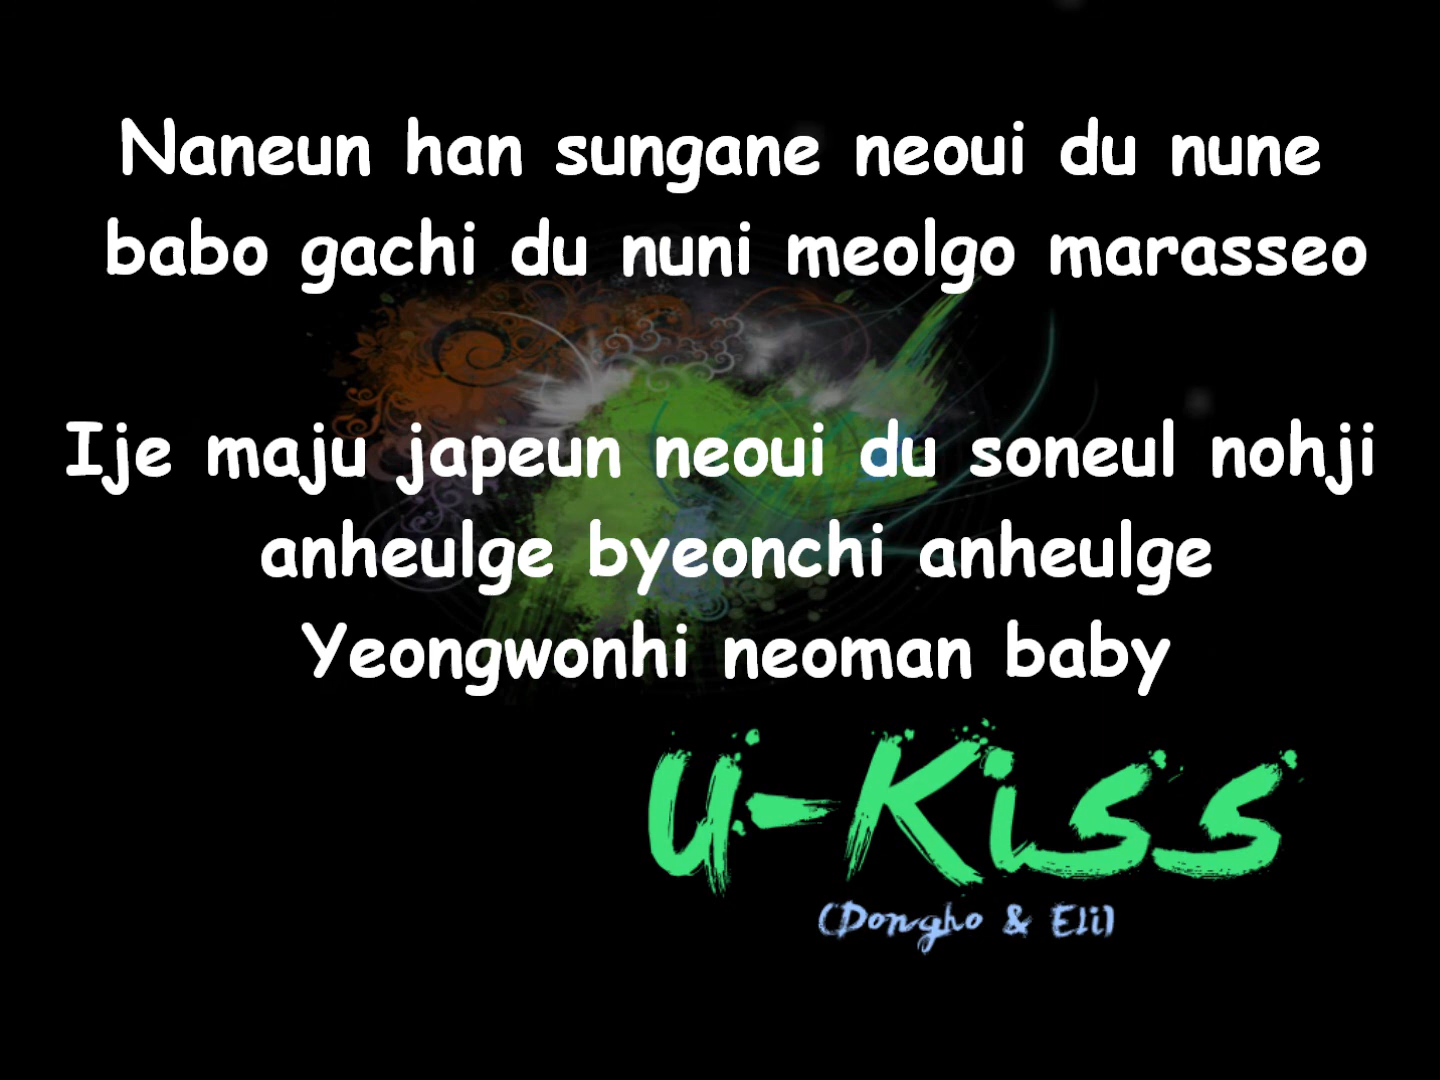 Naneun han sungane neoui du nune
babo gachi du nuni meolgo marasseo
Ije maju japeun neoui du soneul nohji
anheulge byeonchi anheulge
Yeongwonhi neoman baby
U-Kiss
(Dongho & Eli)